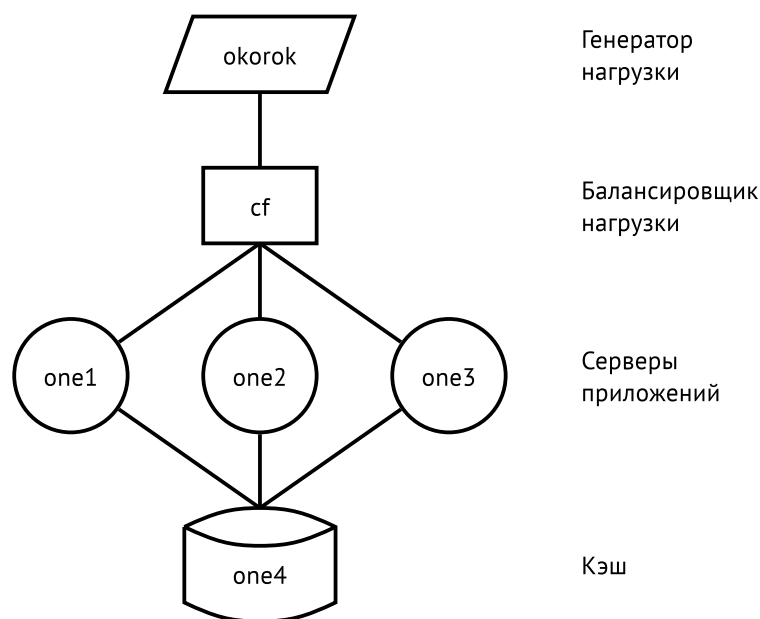 okorok
Генератор
нагрузки
cf
Балансировщик
нагрузки
one1
one2
one3
Серверы
приложений
one4
Кэш